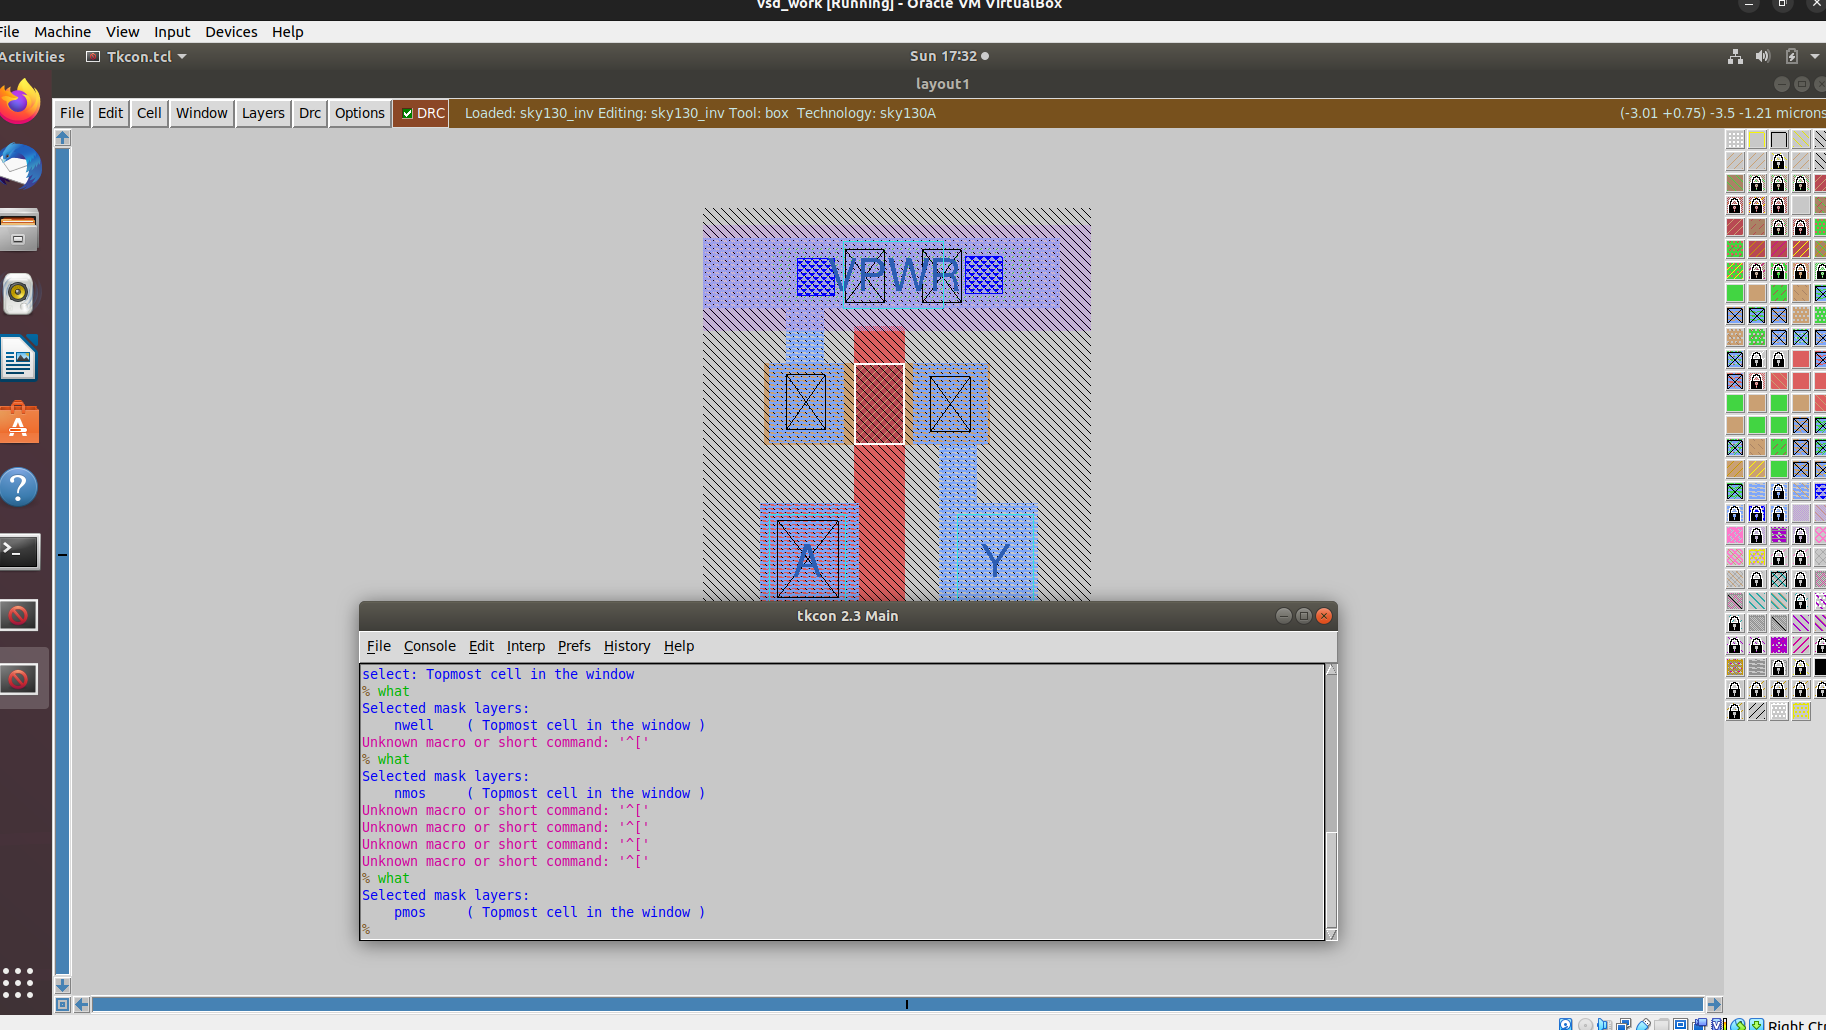 vsd_work [Running] - Oracle VM VirtualBox
File Machine View Input Devices Help
Activities Tkcon.tcl Sun 17:32
layout1
File Edit Cell Window Layers Drc Options DRC Loaded: sky130_inv Editing: sky130_inv Tool: box Technology: sky130A (-3.01 +0.75) -3.5 -1.21 microns
VPWR
A Y
tkcon 2.3 Main
File Console Edit Interp Prefs History Help
select: Topmost cell in the window
% what
Selected mask layers:
nwell ( Topmost cell in the window )
Unknown macro or short command: '^['
% what
Selected mask layers:
nmos ( Topmost cell in the window )
Unknown macro or short command: '^['
Unknown macro or short command: '^['
Unknown macro or short command: '^['
Unknown macro or short command: '^['
% what
Selected mask layers:
pmos ( Topmost cell in the window )
%
Right